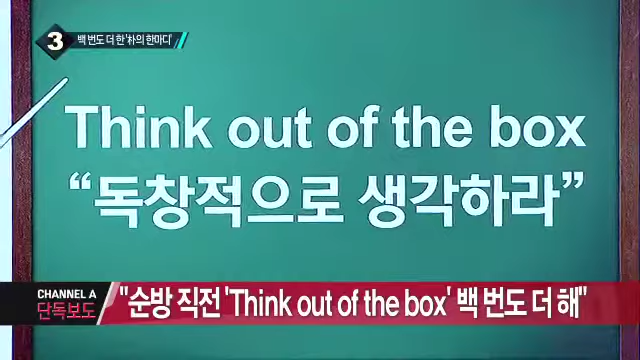 3 백 번도 더 한 '朴의 한마디'
Think out of the box
“독창적으로 생각하라”
CHANNEL A
단독보도
"순방 직전 'Think out of the box' 백 번도 더 해"